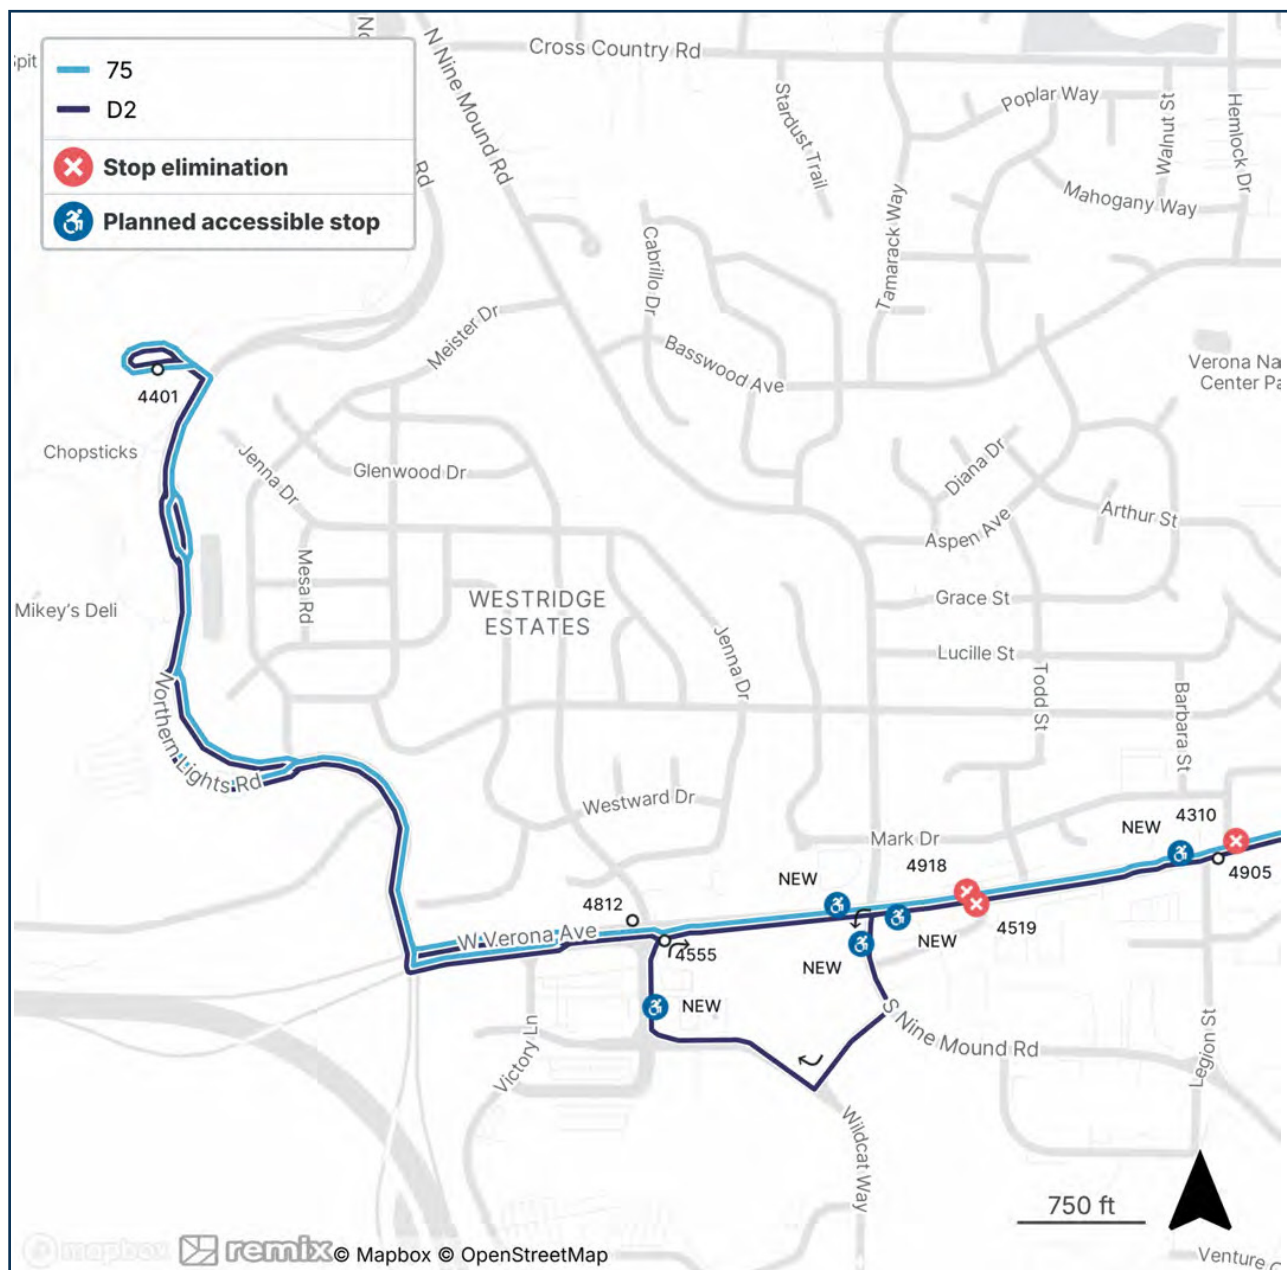 75
D2
Stop elimination
Planned accessible stop
Rd
N Nine Mound Rd
Cross Country Rd
Stardust Trail
Poplar Way
Walnut St
Hemlock Dr
Mahogany Way
Tamarack Way
Cabrillo Dr
Meister Dr
Basswood Ave
4401
Chopsticks
Jenna Dr
Glenwood Dr
Diana Dr
Arthur St
Aspen Ave
Mesa Rd
Mikey's Deli
WESTRIDGE
ESTATES
Grace St
Lucille St
Jenna Dr
Todd St
Barbara St
Northern Lights Rd
Westward Dr
Mark Dr
NEW
4310
4905
4918
NEW
4812
W Verona Ave
4555
4519
NEW
NEW
NEW
S Nine Mound Rd
Legion St
Victory Ln
Wildcat Way
750 ft
mapbox
remix
© Mapbox © OpenStreetMap